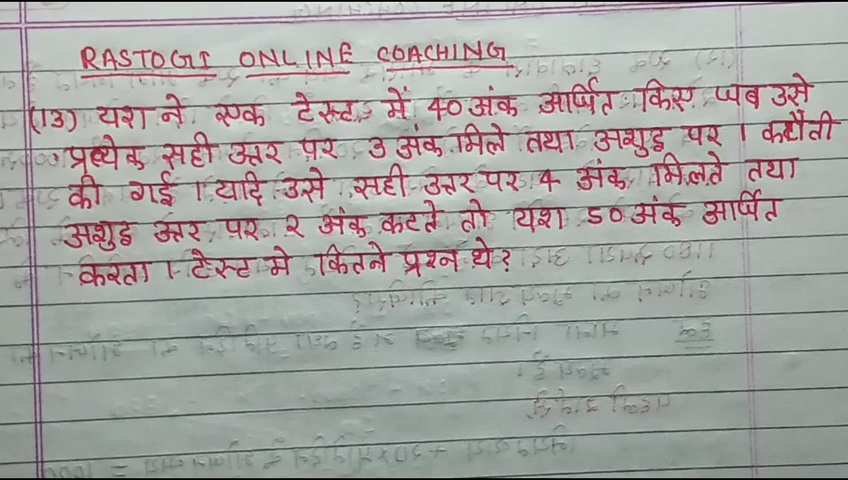 RASTOGI ONLINE COACHING
(13) यश ने एक टेस्ट में 40 अंक अर्जित किए जब उसे
प्रत्येक सही उत्तर पर 3 अंक मिले तथा अशुद्ध पर 1 कटौती
की गई। यदि उसे सही उत्तर पर 4 अंक मिलते तथा
अशुद्ध उत्तर पर 2 अंक कटते तो यश 50 अंक अर्जित
करता। टेस्ट मे कितने प्रश्न थे?